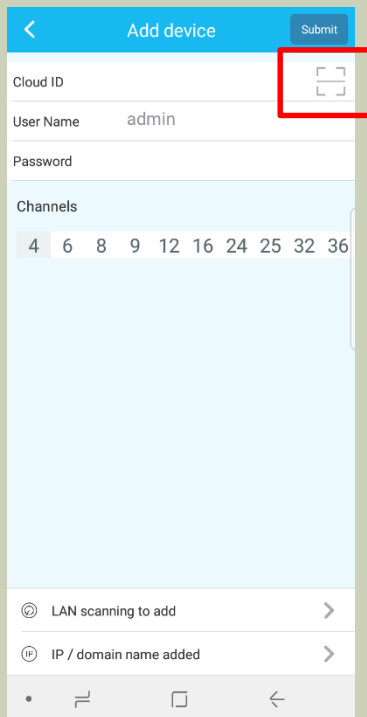 Add device
Submit
Cloud ID
User Name admin
Password
Channels
4 6 8 9 12 16 24 25 32 36
LAN scanning to add
IP IP / domain name added